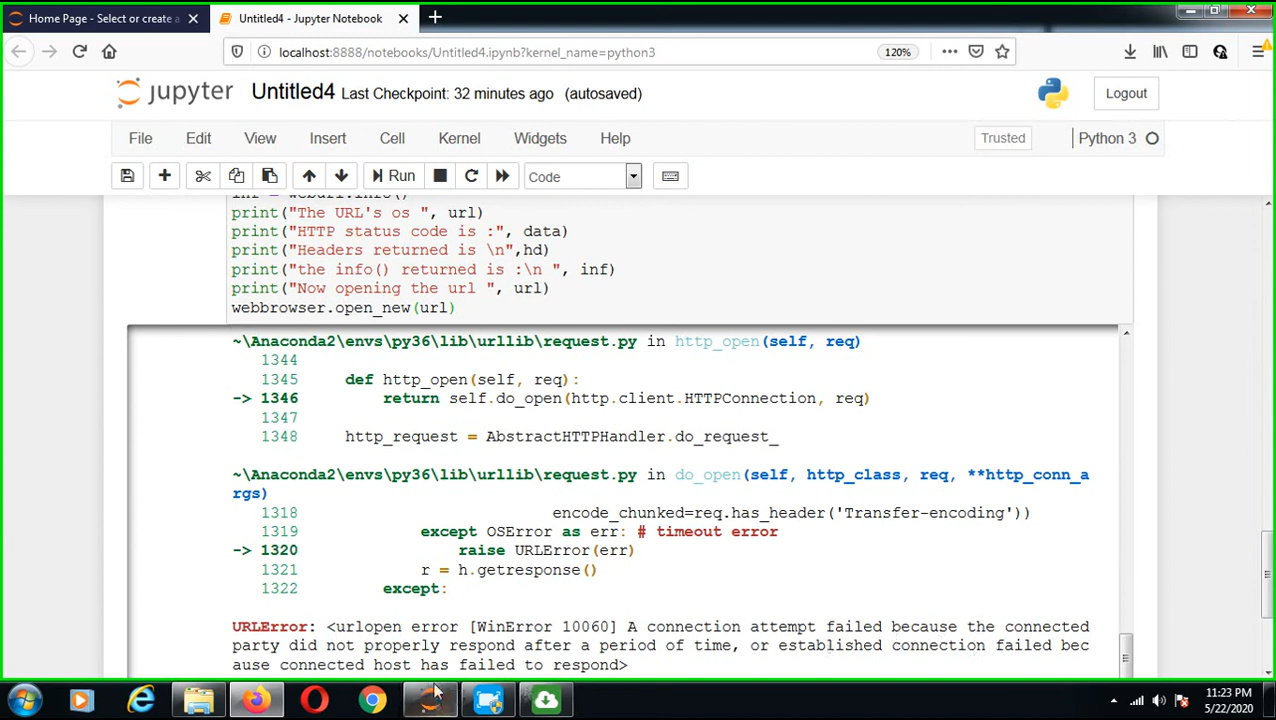 Home Page - Select or create a
Untitled4 - Jupyter Notebook
localhost:8888/notebooks/Untitled4.ipynb?kernel_name=python3
120%
jupyter Untitled4 Last Checkpoint: 32 minutes ago (autosaved)
Logout
File Edit View Insert Cell Kernel Widgets Help
Trusted
Python 3
Run
Code
inf = weburl.info()
print("The URL's os ", url)
print("HTTP status code is :", data)
print("Headers returned is \n",hd)
print("the info() returned is :\n ", inf)
print("Now opening the url ", url)
webbrowser.open_new(url)
~\Anaconda2\envs\py36\lib\urllib\request.py in http_open(self, req)
1344
1345 def http_open(self, req):
-> 1346 return self.do_open(http.client.HTTPConnection, req)
1347
1348 http_request = AbstractHTTPHandler.do_request_
~\Anaconda2\envs\py36\lib\urllib\request.py in do_open(self, http_class, req, **http_conn_a
rgs)
1318 encode_chunked=req.has_header('Transfer-encoding'))
1319 except OSError as err: # timeout error
-> 1320 raise URLError(err)
1321 r = h.getresponse()
1322 except:
URLError: <urlopen error [WinError 10060] A connection attempt failed because the connected
party did not properly respond after a period of time, or established connection failed bec
ause connected host has failed to respond>
11:23 PM
5/22/2020